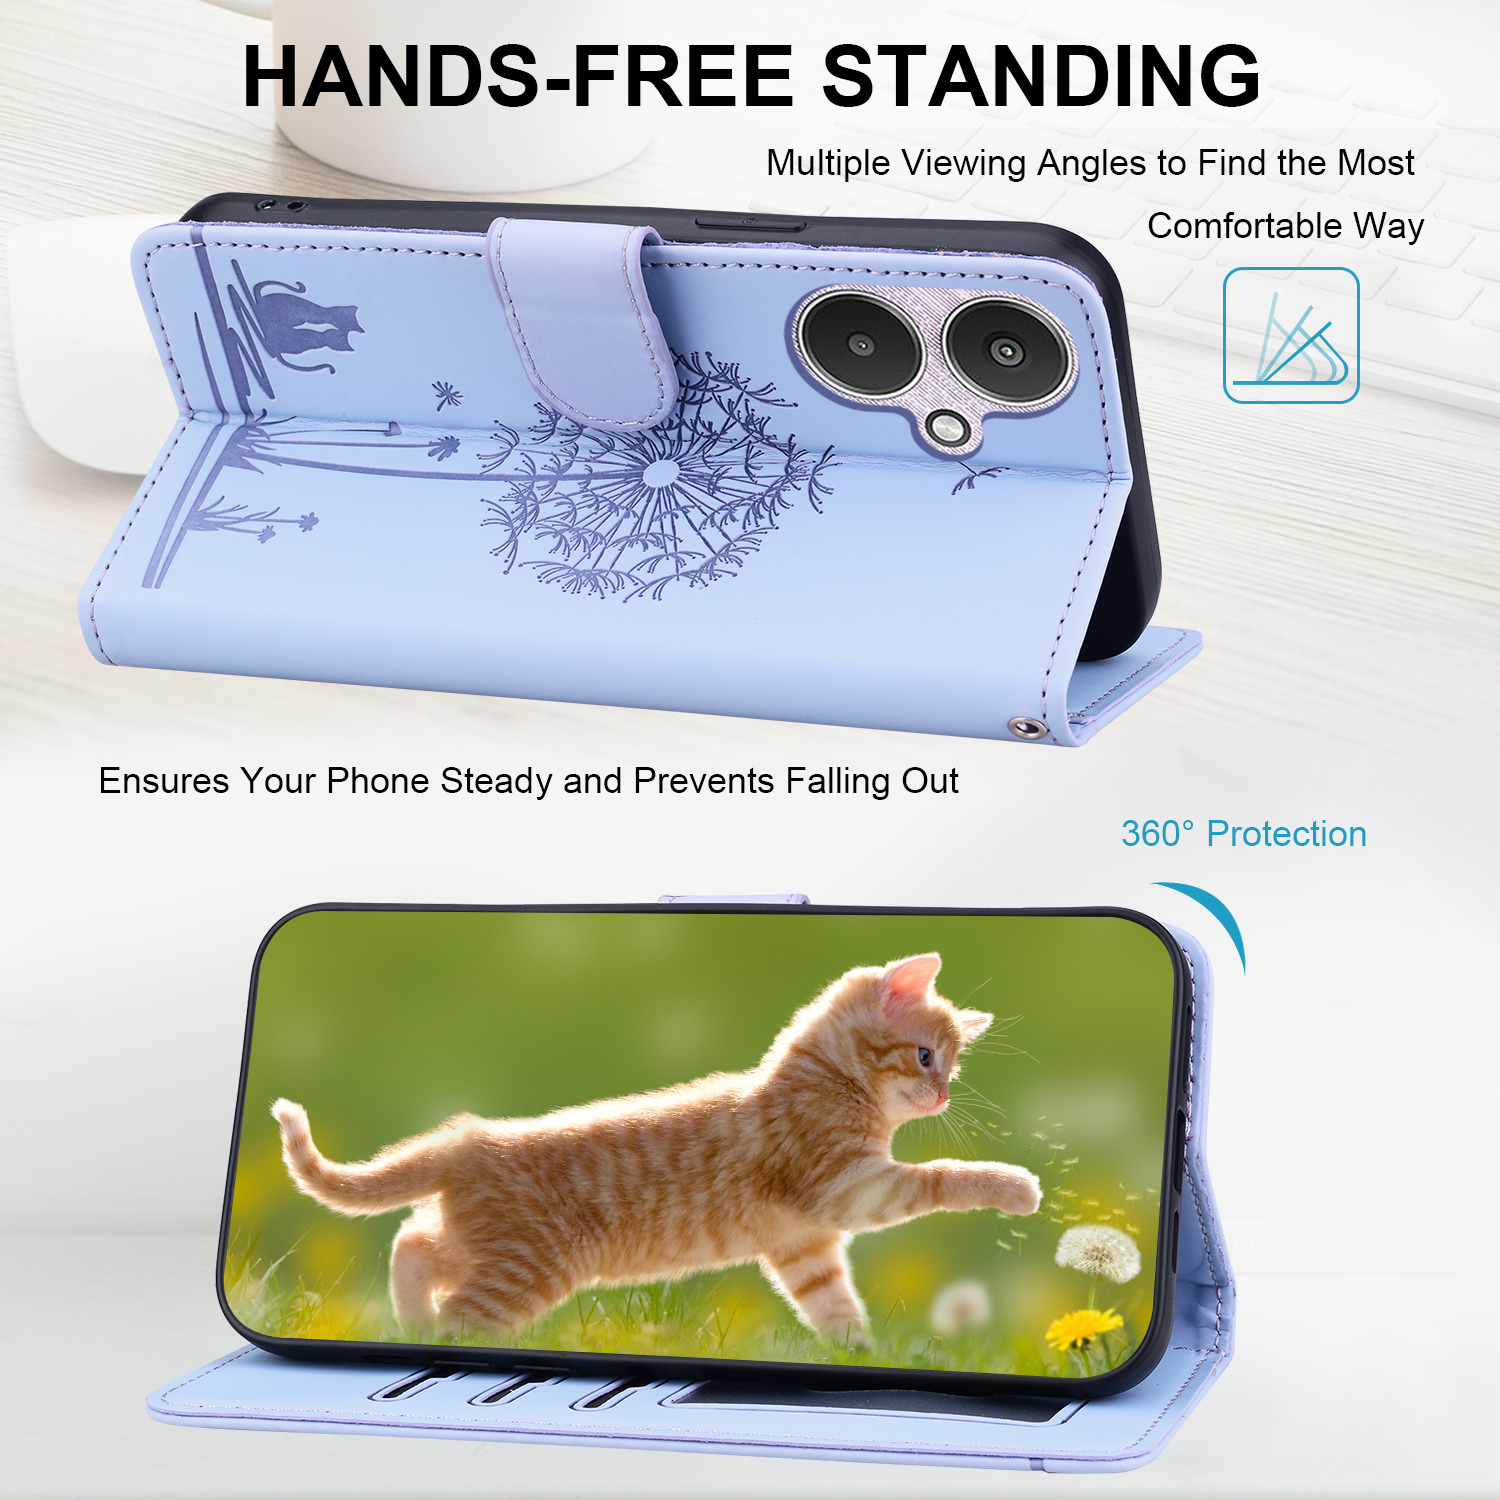 HANDS-FREE STANDING
Multiple Viewing Angles to Find the Most
Comfortable Way
Ensures Your Phone Steady and Prevents Falling Out
360° Protection